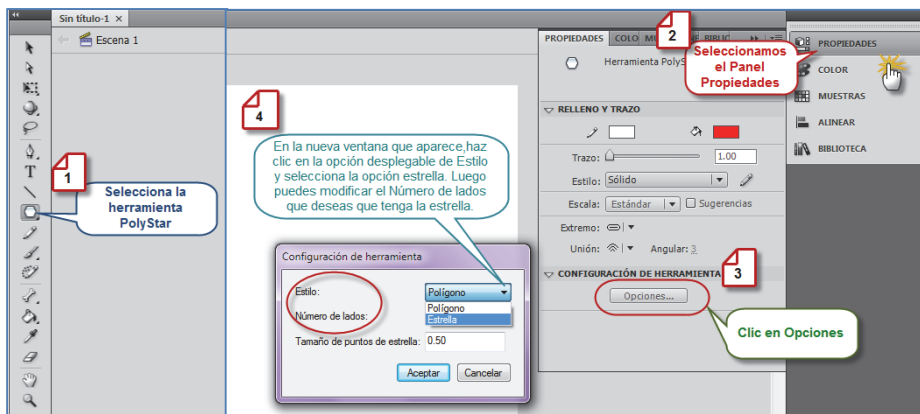 Sin título-1 ×
Escena 1
1
Selecciona la
herramienta
PolyStar
T
4
En la nueva ventana que aparece,haz
clic en la opción desplegable de Estilo
y selecciona la opción estrella. Luego
puedes modificar el Número de lados
que deseas que tenga la estrella.
Configuración de herramienta
Estilo:
Polígono
Polígono
Estrella
Número de lados:
Tamaño de puntos de estrella: 0.50
Aceptar
Cancelar
PROPIEDADES
COLO
BIBLIC
2
Seleccionamos
el Panel
Propiedades
Herramienta PolyS
RELLENO Y TRAZO
Trazo:
1.00
Estilo: Sólido
Escala: Estándar
Sugerencias
Extremo:
Unión:
Angular: 3
CONFIGURACIÓN DE HERRAMIENTA
3
Opciones...
Clic en Opciones
PROPIEDADES
COLOR
MUESTRAS
ALINEAR
BIBLIOTECA